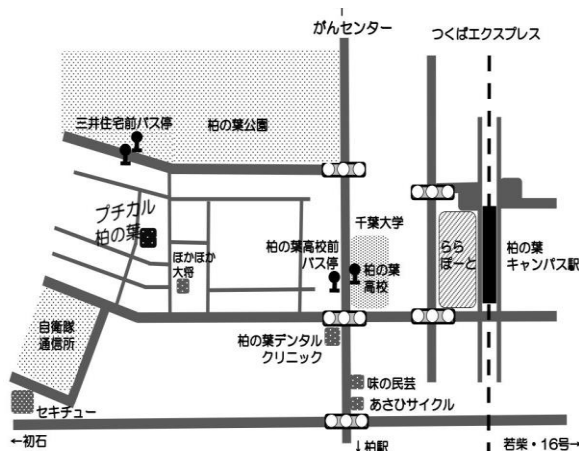 がんセンター
つくばエクスプレス
三井住宅前バス停
柏の葉公園
プチカル
柏の葉
ほかほか
大将
千葉大学
柏の葉高校前
バス停
柏の葉
高校
らら
ぽーと
柏の葉
キャンパス駅
自衛隊
通信所
柏の葉デンタル
クリニック
味の民芸
あさひサイクル
セキチュー
←初石
↓柏駅
若柴・16号→